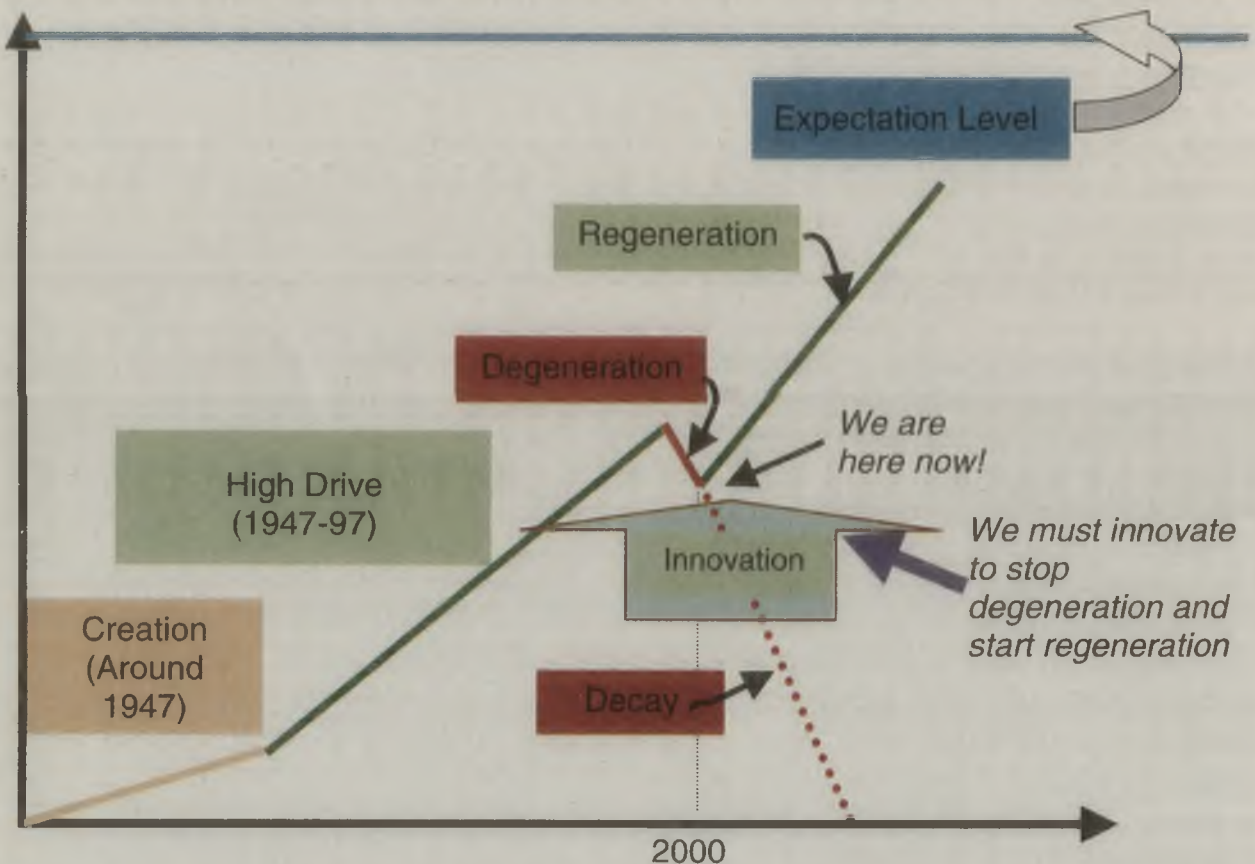 Expectation Level
Regeneration
Degeneration
We are
here now!
High Drive
(1947-97)
Innovation
We must innovate
to stop
degeneration and
start regeneration
Creation
(Around
1947)
Decay
2000